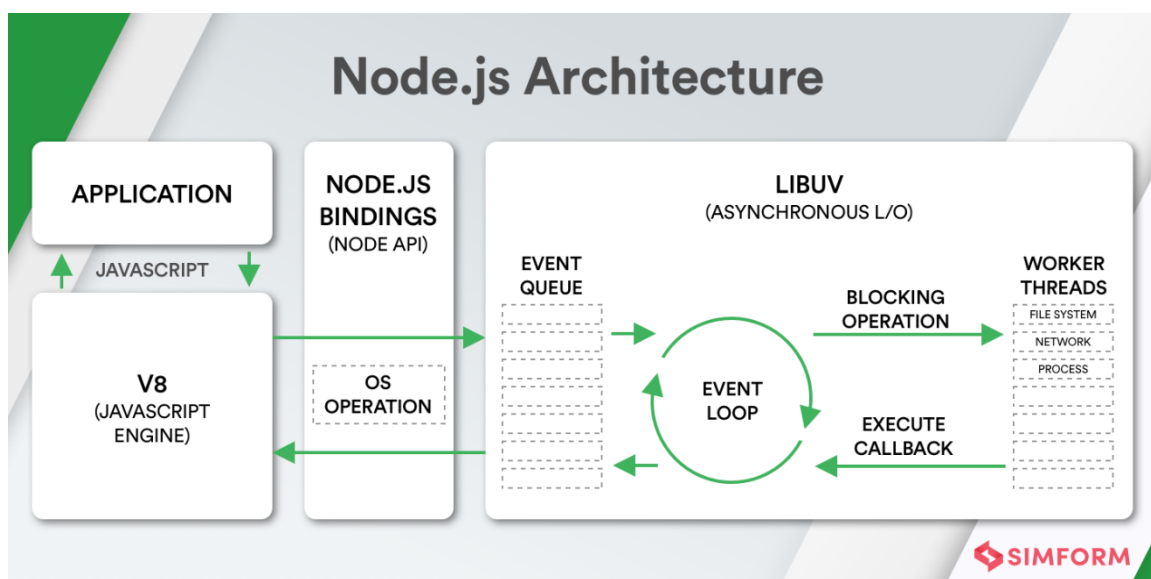 Node.js Architecture
APPLICATION
JAVASCRIPT
V8
(JAVASCRIPT
ENGINE)
NODE.JS
BINDINGS
(NODE API)
OS
OPERATION
LIBUV
(ASYNCHRONOUS L/O)
EVENT
QUEUE
EVENT
LOOP
BLOCKING
OPERATION
EXECUTE
CALLBACK
WORKER
THREADS
FILE SYSTEM
NETWORK
PROCESS
SIMFORM